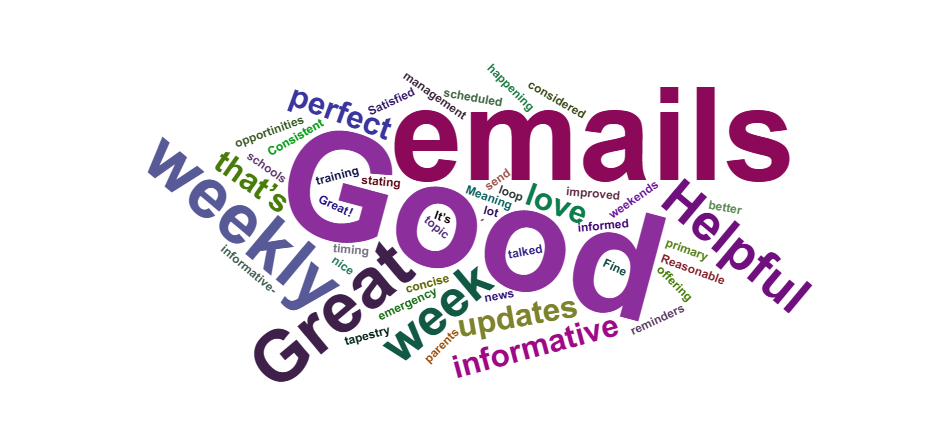 happening
considered
management
scheduled
Satisfied
perfect
emails
opportinities
Consistent
schools
that's
training
stating
Great!
Good
weekly
send
loop
Meaning
lot
love
improved
weekends
informed
Helpful
better
It's
topic
talked
Fine
primary
Reasonable
offering
timing
nice
informative-
Great
concise
emergency
week
news
updates
tapestry
parents
informative
reminders